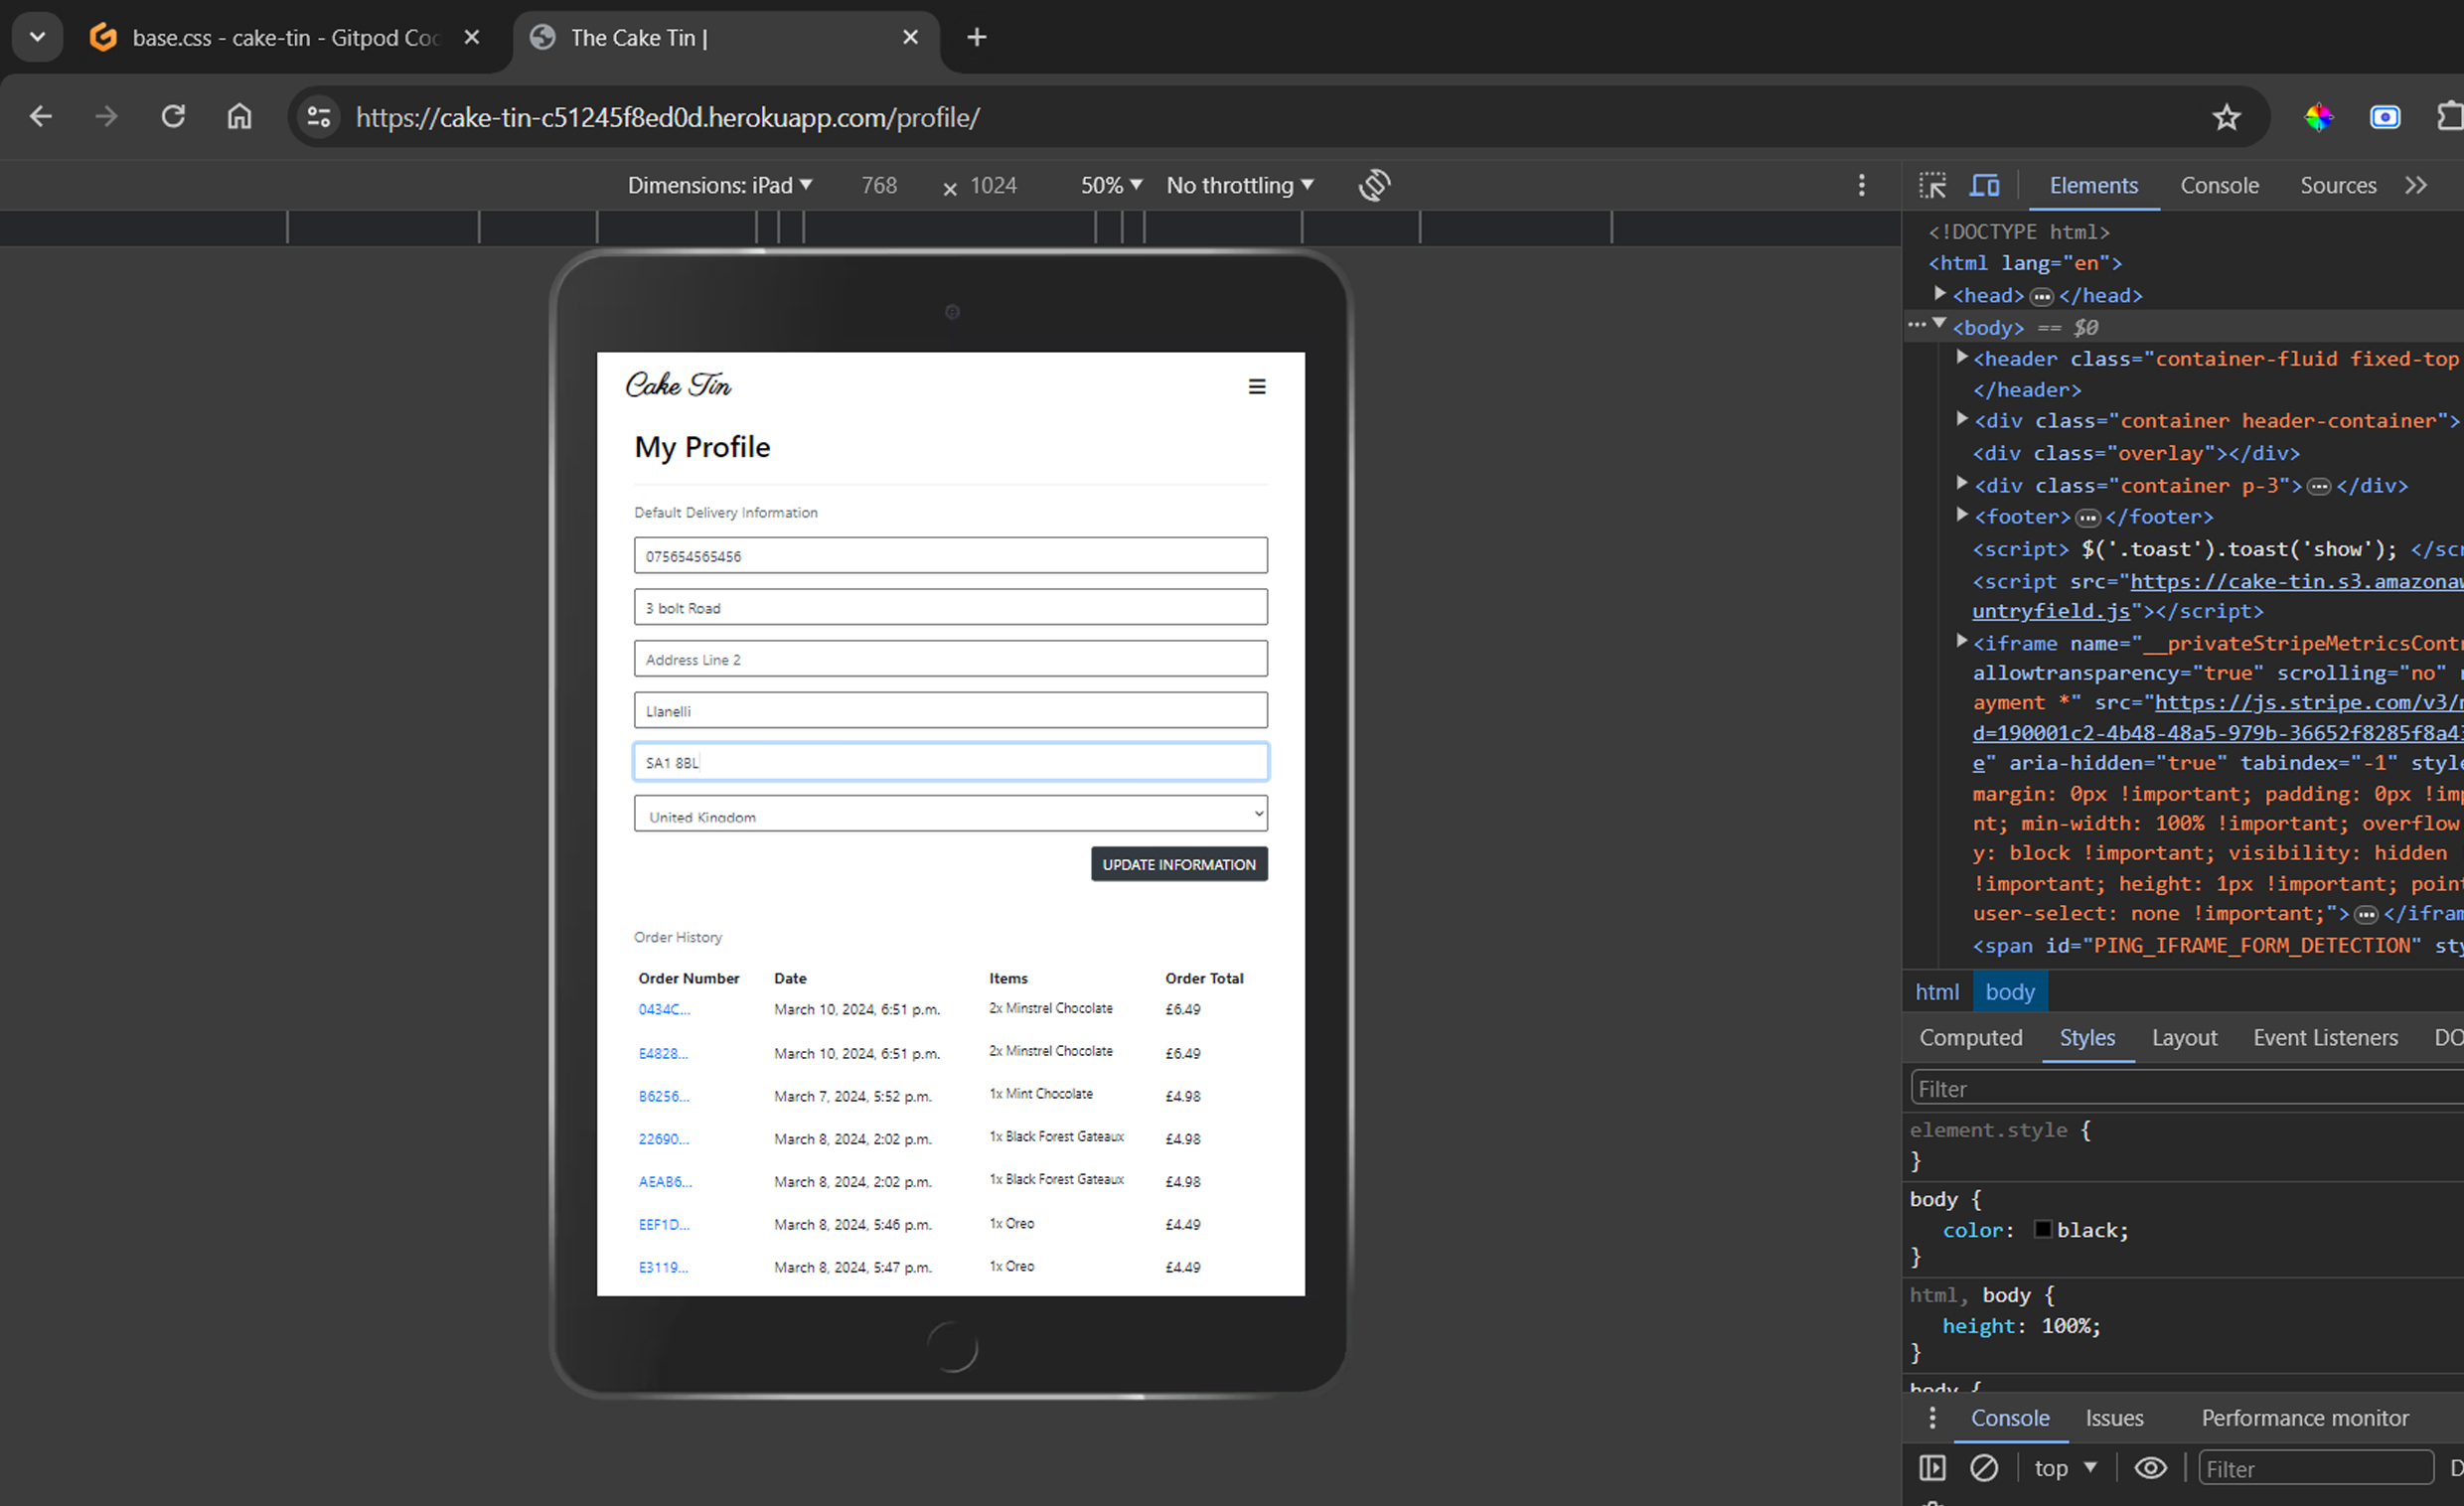 base.css - cake-tin - Gitpod Co
The Cake Tin |
https://cake-tin-c51245f8ed0d.herokuapp.com/profile/
Dimensions: iPad 768 × 1024 50% No throttling
Elements Console Sources
Cake Tin
My Profile
Default Delivery Information
075654565456
3 bolt Road
Address Line 2
Llanelli
SA1 8BL
United Kingdom
UPDATE INFORMATION
Order History
Order Number Date Items Order Total
0434C... March 10, 2024, 6:51 p.m. 2x Minstrel Chocolate £6.49
E4828... March 10, 2024, 6:51 p.m. 2x Minstrel Chocolate £6.49
B6256... March 7, 2024, 5:52 p.m. 1x Mint Chocolate £4.98
22690... March 8, 2024, 2:02 p.m. 1x Black Forest Gateaux £4.98
AEAB6... March 8, 2024, 2:02 p.m. 1x Black Forest Gateaux £4.98
EEF1D... March 8, 2024, 5:46 p.m. 1x Oreo £4.49
E3119... March 8, 2024, 5:47 p.m. 1x Oreo £4.49
<!DOCTYPE html>
<html lang="en">
<head> ... </head>
... <body> == $0
<header class="container-fluid fixed-top
</header>
<div class="container header-container">
<div class="overlay"></div>
<div class="container p-3"> ... </div>
<footer> ... </footer>
<script> $('.toast').toast('show'); </scr
<script src="https://cake-tin.s3.amazonaw
untryfield.js"></script>
<iframe name="__privateStripeMetricsContr
allowtransparency="true" scrolling="no"
ayment *" src="https://js.stripe.com/v3/
d=190001c2-4b48-48a5-979b-36652f8285f8a4
e" aria-hidden="true" tabindex="-1" style
margin: 0px !important; padding: 0px !imp
nt; min-width: 100% !important; overflow
y: block !important; visibility: hidden
!important; height: 1px !important; point
user-select: none !important;"> ... </ifram
<span id="PING_IFRAME_FORM_DETECTION" sty
html body
Computed Styles Layout Event Listeners DO
Filter
element.style {
}
body {
color: black;
}
html, body {
height: 100%;
}
body {
Console Issues Performance monitor
top Filter D